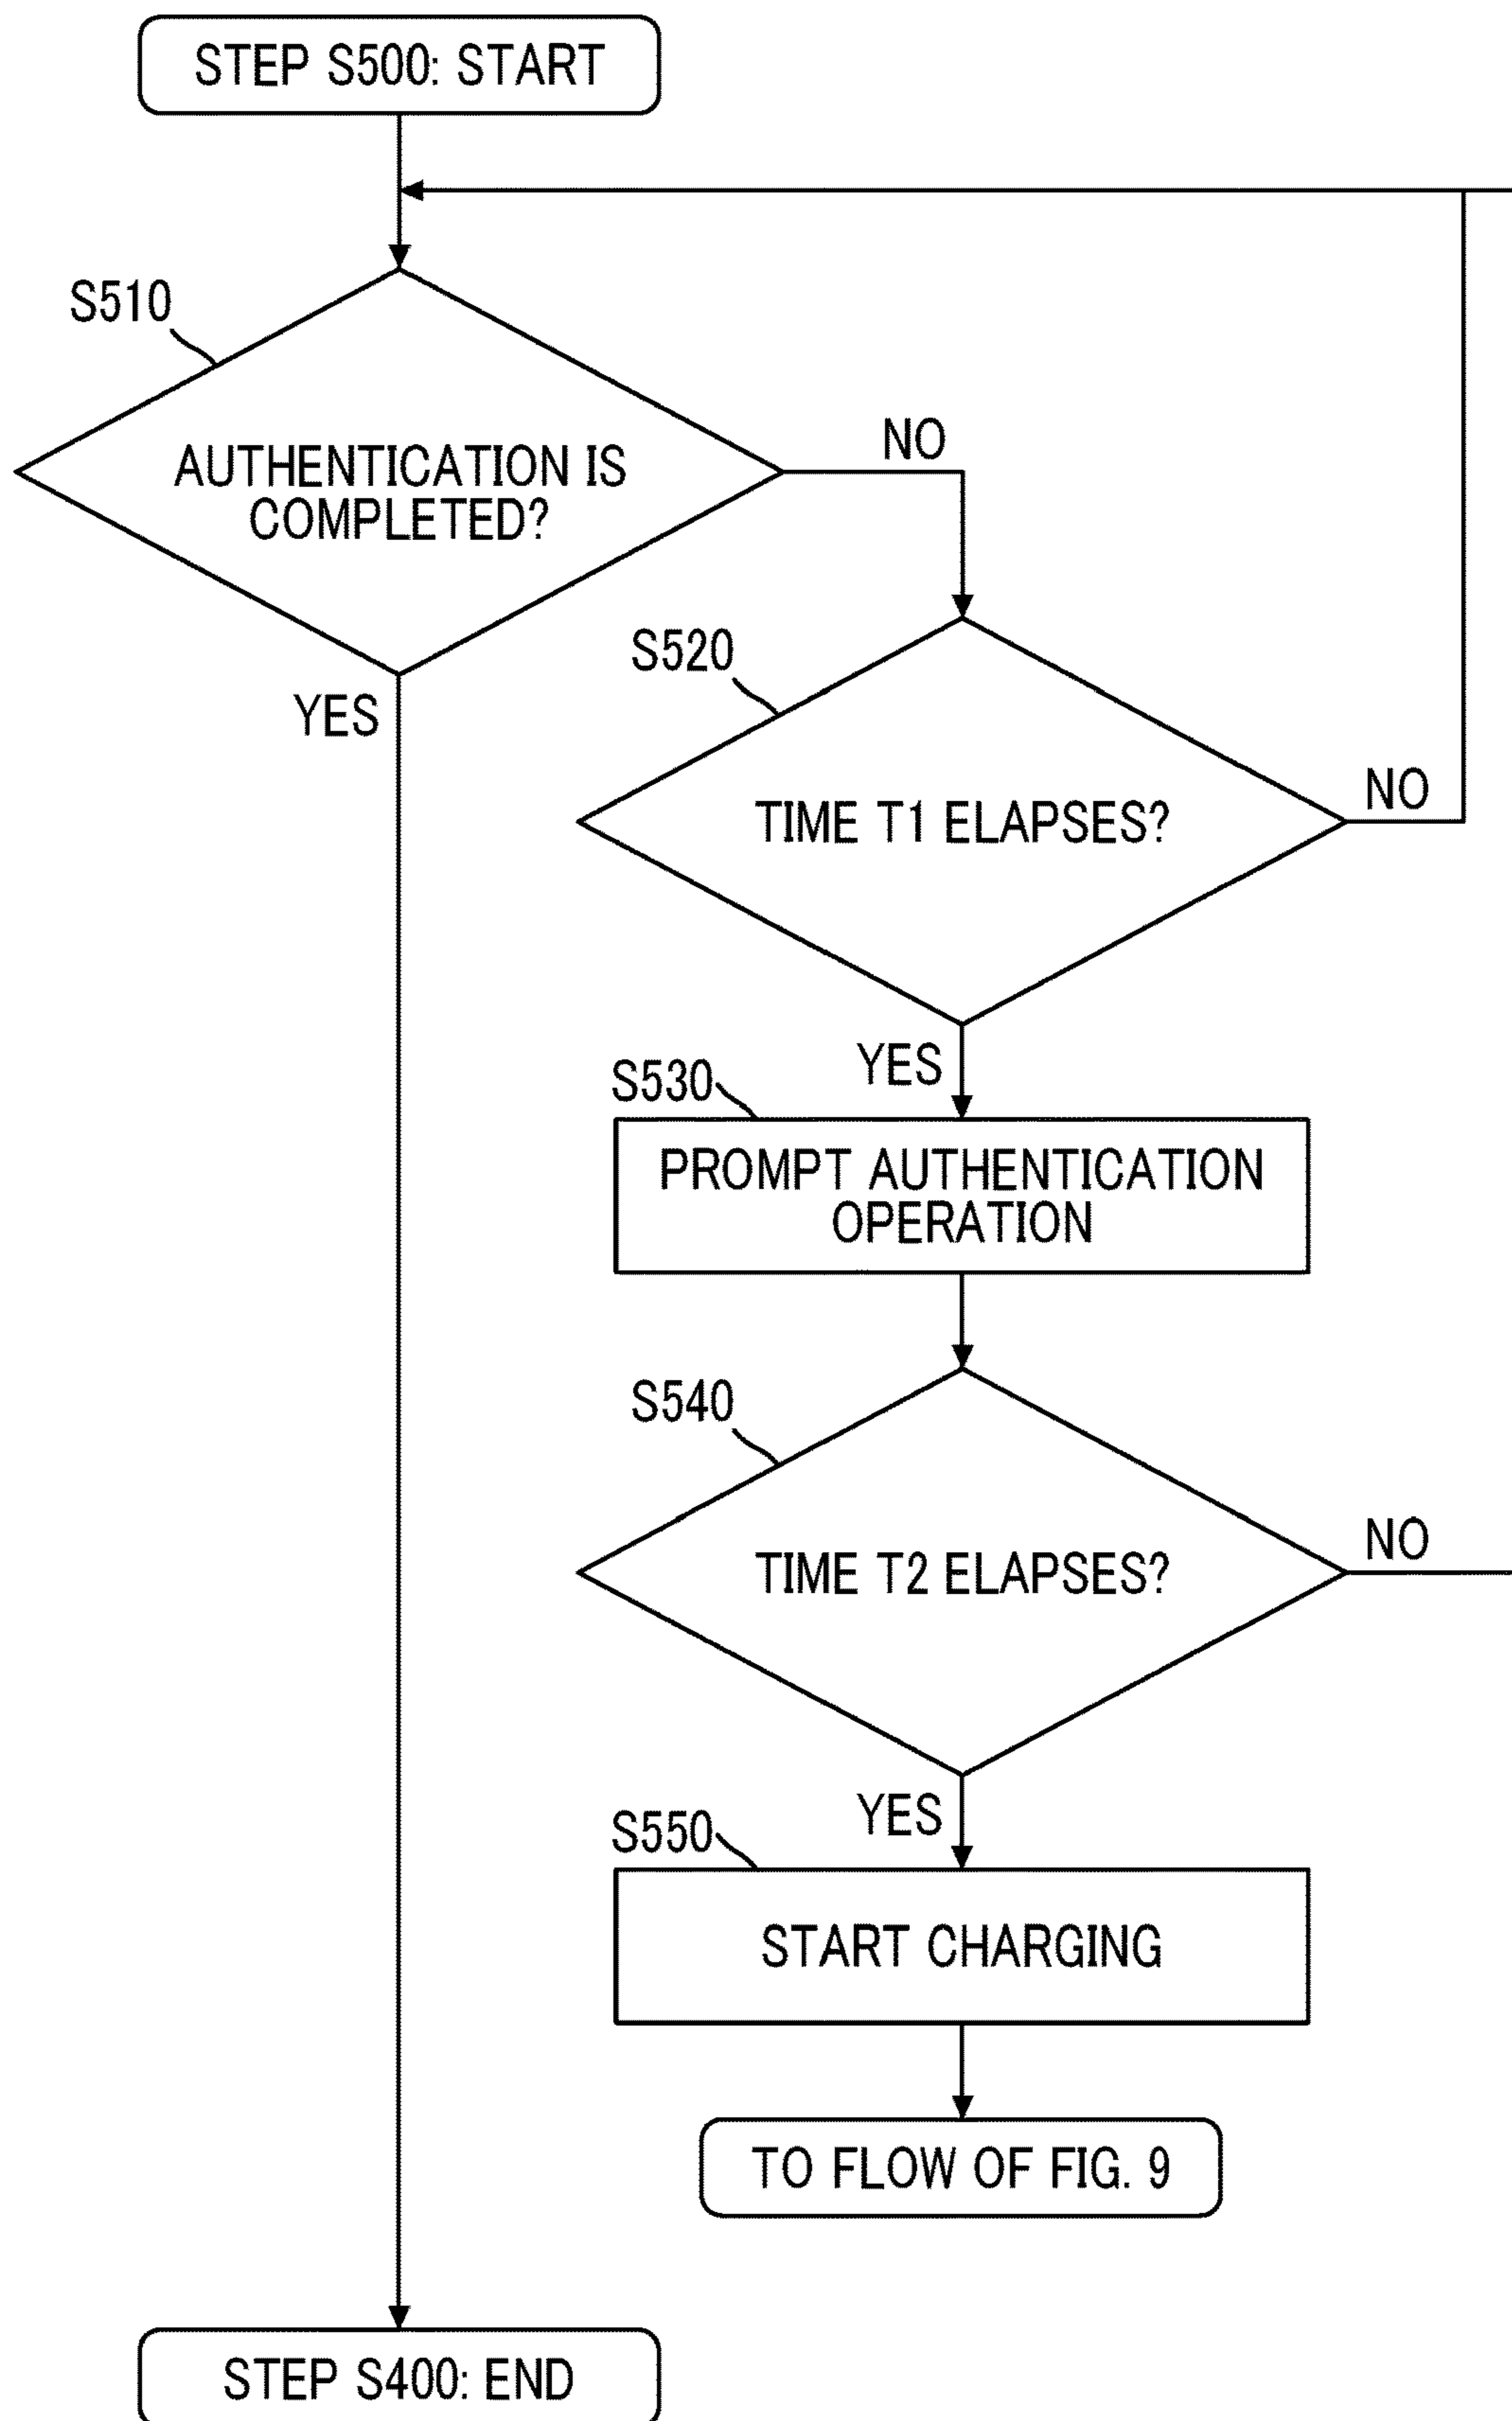 STEP S500: START
S510
AUTHENTICATION IS
COMPLETED?
NO
YES
S520
TIME T1 ELAPSES?
NO
YES
S530
PROMPT AUTHENTICATION
OPERATION
S540
TIME T2 ELAPSES?
NO
YES
S550
START CHARGING
TO FLOW OF FIG. 9
STEP S400: END